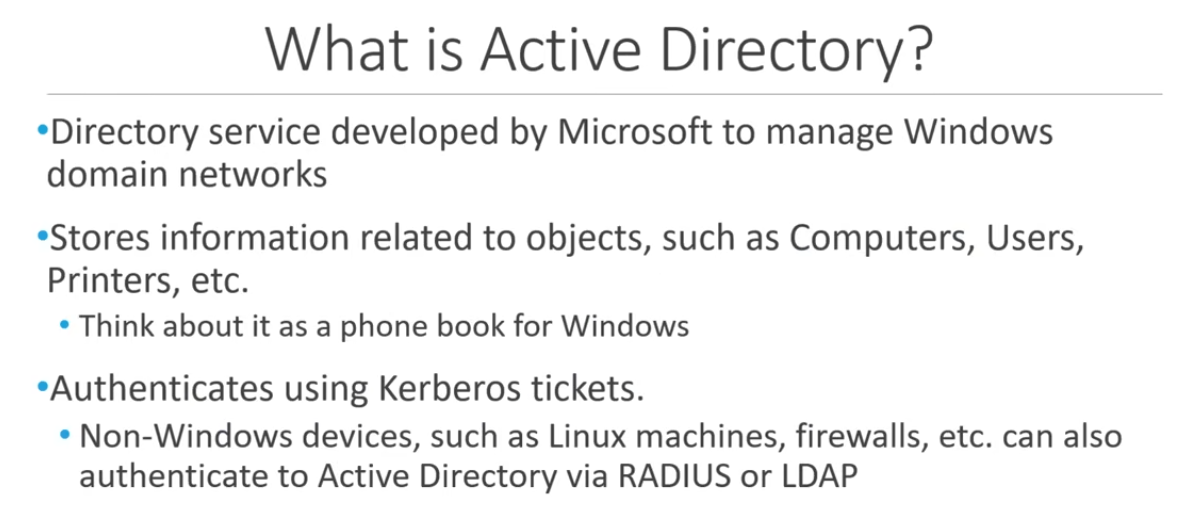 What is Active Directory?
•Directory service developed by Microsoft to manage Windows
domain networks
•Stores information related to objects, such as Computers, Users,
Printers, etc.
• Think about it as a phone book for Windows
•Authenticates using Kerberos tickets.
• Non-Windows devices, such as Linux machines, firewalls, etc. can also
authenticate to Active Directory via RADIUS or LDAP